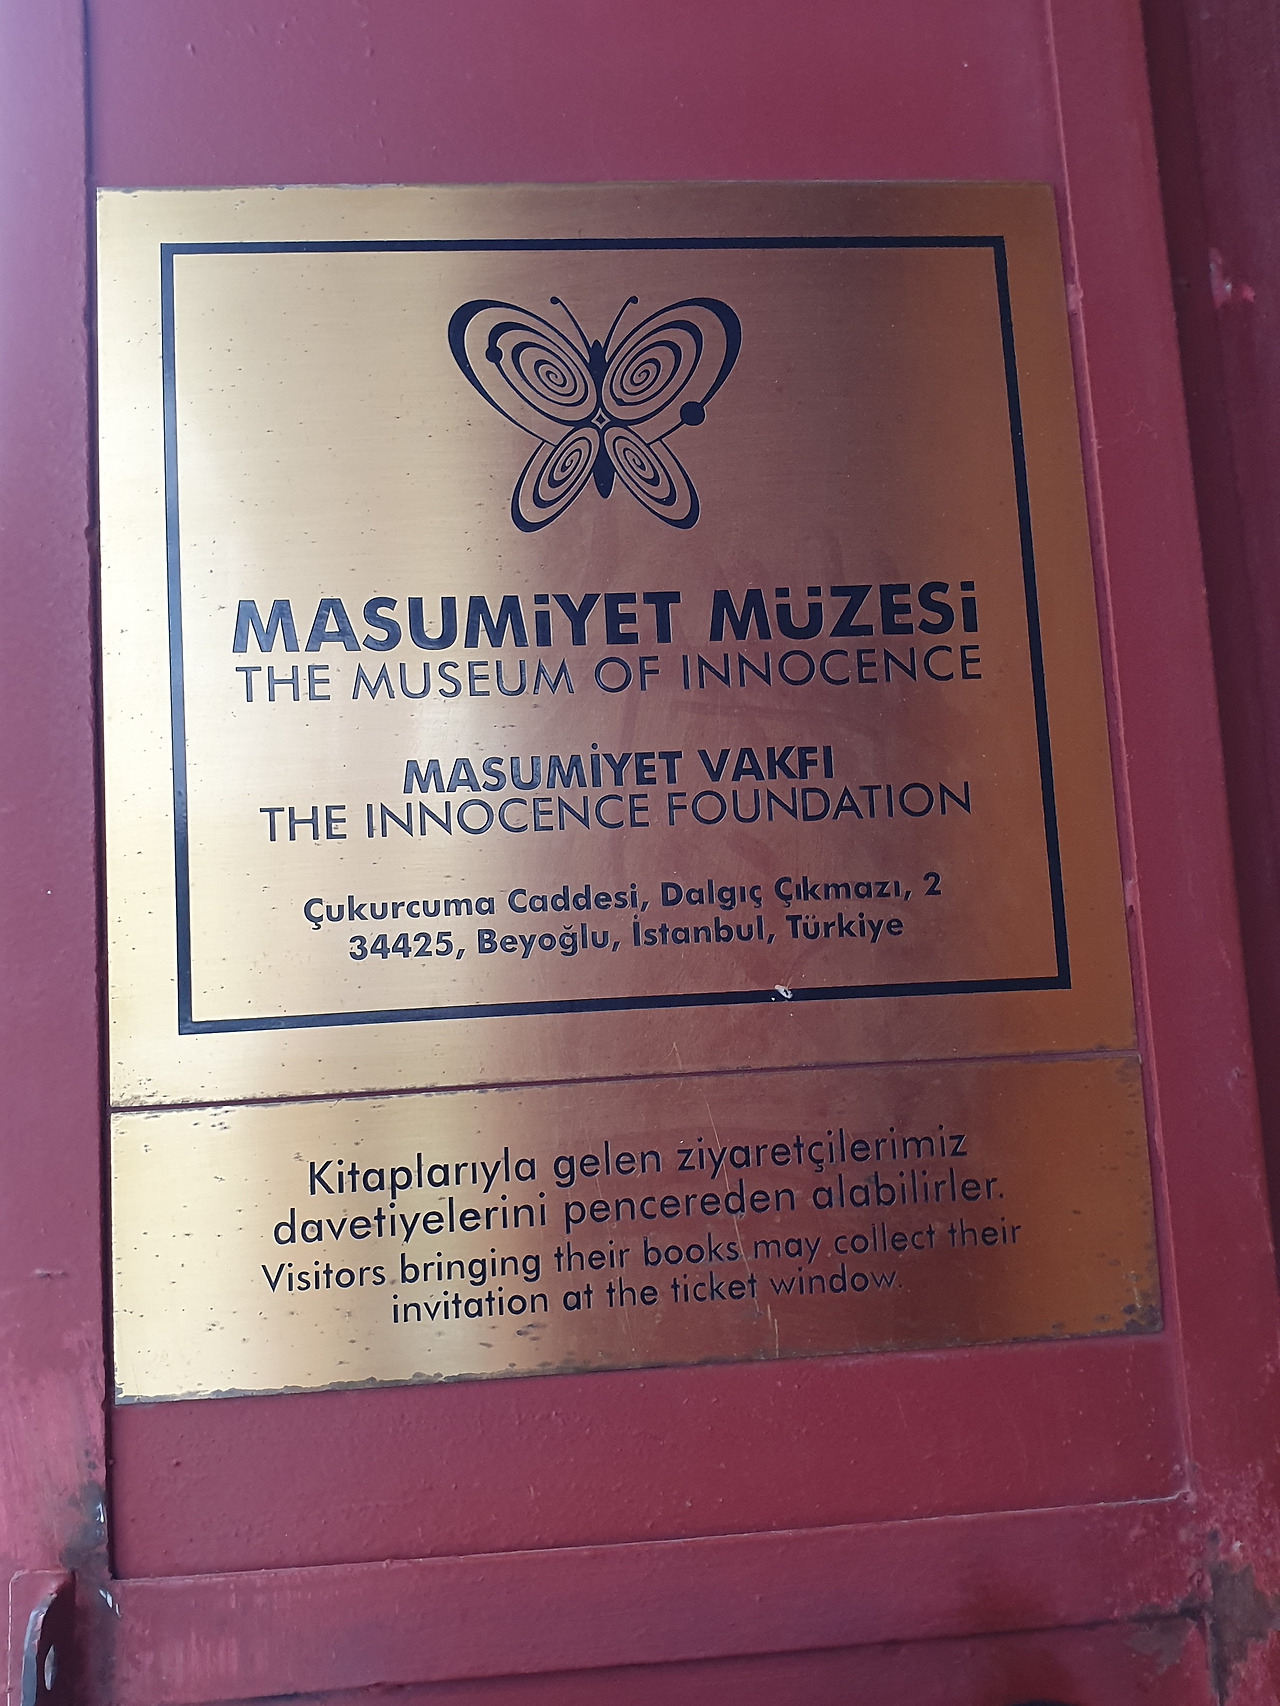 MASUMiYET MÜZESi
THE MUSEUM OF INNOCENCE
MASUMİYET VAKFI
THE INNOCENCE FOUNDATION
Çukurcuma Caddesi, Dalgıç Çıkmazı, 2
34425, Beyoğlu, İstanbul, Türkiye
Kitaplarıyla gelen ziyaretçilerimiz
davetiyelerini pencereden alabilirler.
Visitors bringing their books may collect their
invitation at the ticket window.